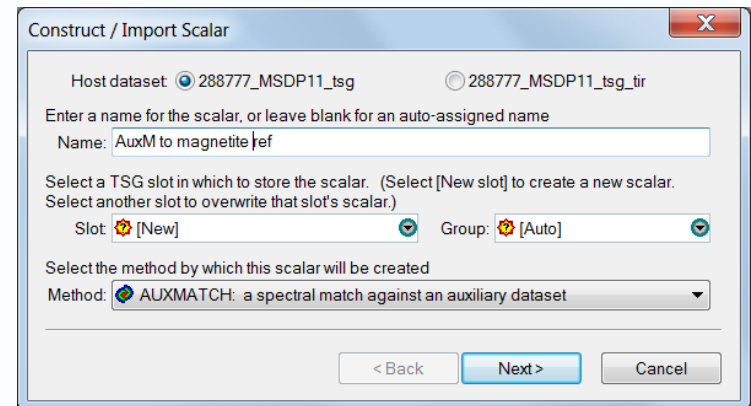 Construct / Import Scalar
Host dataset: 288777_MSDP11_tsg 288777_MSDP11_tsg_tir
Enter a name for the scalar, or leave blank for an auto-assigned name
Name: AuxM to magnetite ref
Select a TSG slot in which to store the scalar. (Select [New slot] to create a new scalar.
Select another slot to overwrite that slot's scalar.)
Slot: [New] Group: [Auto]
Select the method by which this scalar will be created
Method: AUXMATCH: a spectral match against an auxiliary dataset
< Back Next > Cancel